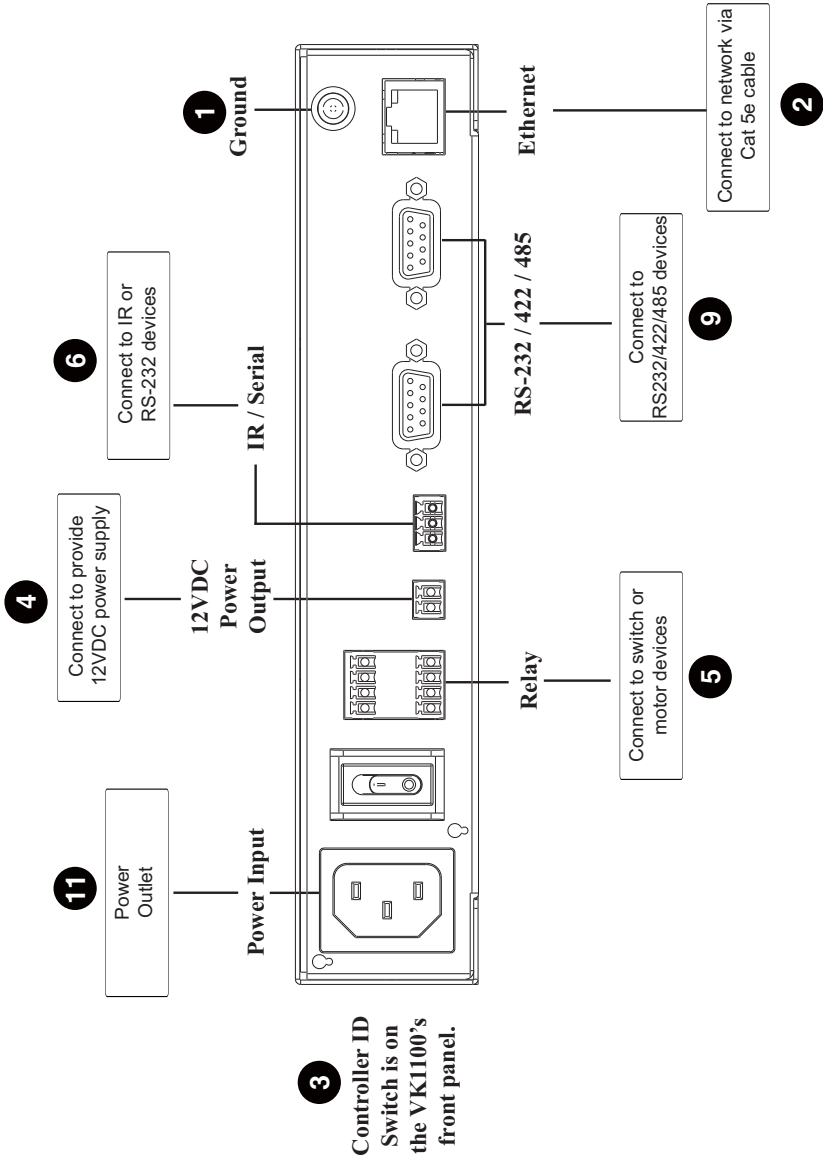 11
Power
Outlet
Power Input
4
Connect to provide
12VDC power supply
12VDC
Power
Output
6
Connect to IR or
RS-232 devices
IR / Serial
1
Ground
3
Controller ID
Switch is on
the VK1100's
front panel.
Relay
Connect to switch or
motor devices
5
RS-232 / 422 / 485
Connect to
RS232/422/485 devices
9
Ethernet
Connect to network via
Cat 5e cable
2